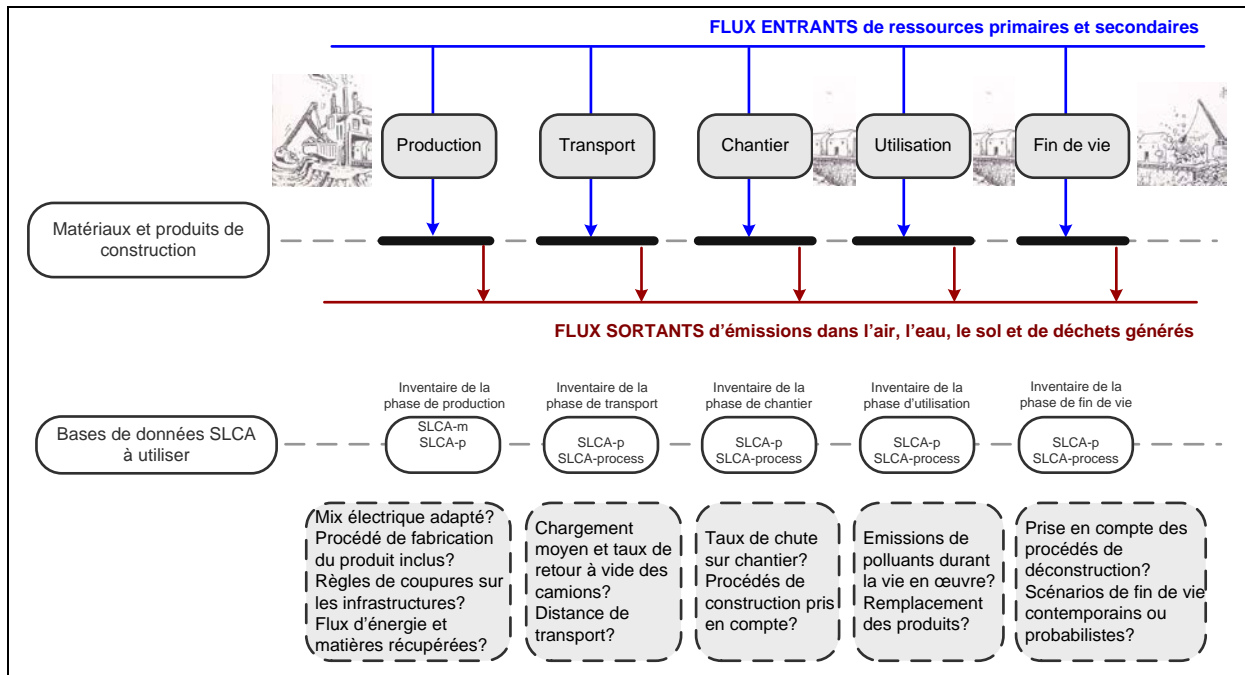 FLUX ENTRANTS de ressources primaires et secondaires
Production
Transport
Chantier
Utilisation
Fin de vie
Matériaux et produits de
construction
FLUX SORTANTS d'émissions dans l'air, l'eau, le sol et de déchets générés
Inventaire de la
phase de production
Inventaire de la
phase de transport
Inventaire de la
phase de chantier
Inventaire de la
phase d'utilisation
Inventaire de la
phase de fin de vie
Bases de données SLCA
à utiliser
SLCA-m
SLCA-p
SLCA-p
SLCA-process
SLCA-p
SLCA-process
SLCA-p
SLCA-process
SLCA-p
SLCA-process
Mix électrique adapté?
Procédé de fabrication
du produit inclus?
Règles de coupures sur
les infrastructures?
Flux d'énergie et
matières récupérées?
Chargement
moyen et taux de
retour à vide des
camions?
Distance de
transport?
Taux de chute
sur chantier?
Procédés de
construction pris
en compte?
Emissions de
polluants durant
la vie en œuvre?
Remplacement
des produits?
Prise en compte des
procédés de
déconstruction?
Scénarios de fin de vie
contemporains ou
probabilistes?